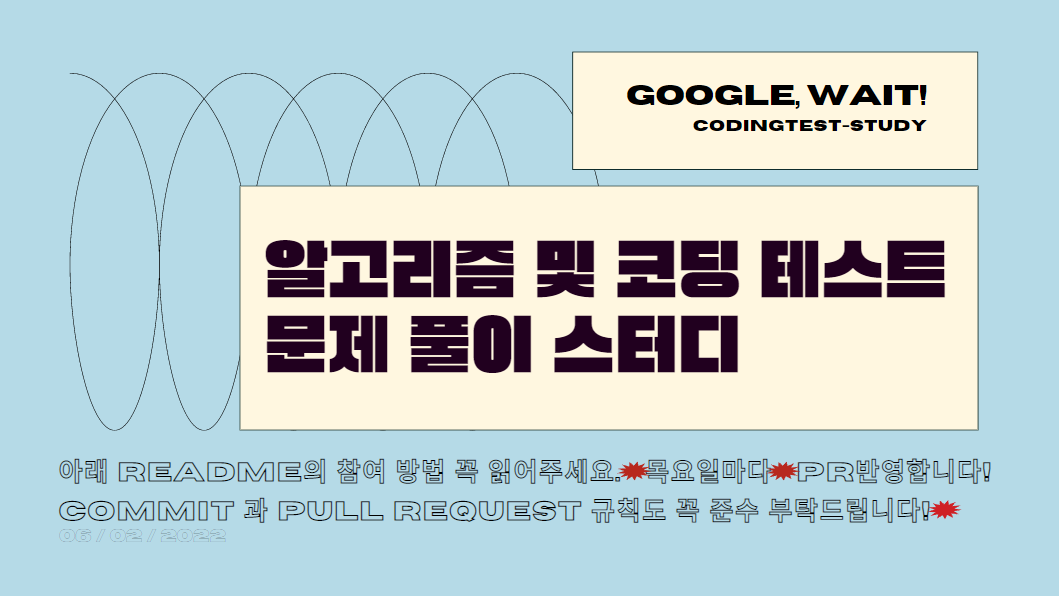 GOOGLE, WAIT!
CODINGTEST-STUDY
알고리즘 및 코딩 테스트
문제 풀이 스터디
아래 README의 참여 방법 꼭 읽어주세요. 목요일마다 PR반영합니다!
COMMIT 과 PULL REQUEST 규칙도 꼭 준수 부탁드립니다!
06 / 02 / 2022